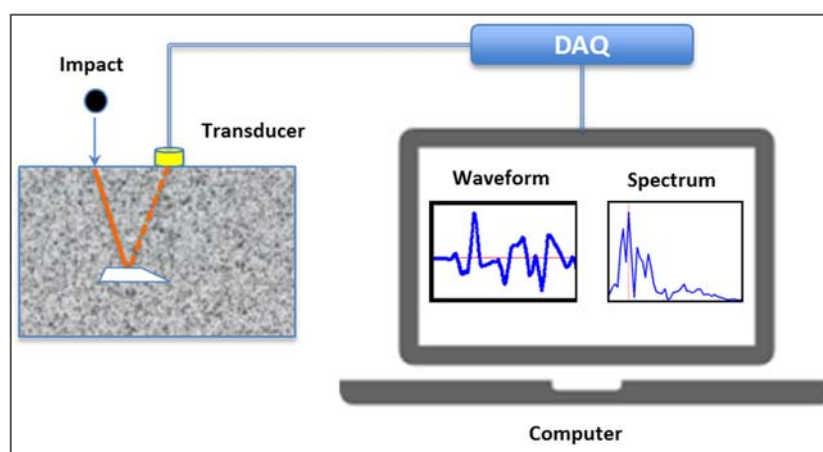 DAQ
Impact
Transducer
Waveform
Spectrum
Computer